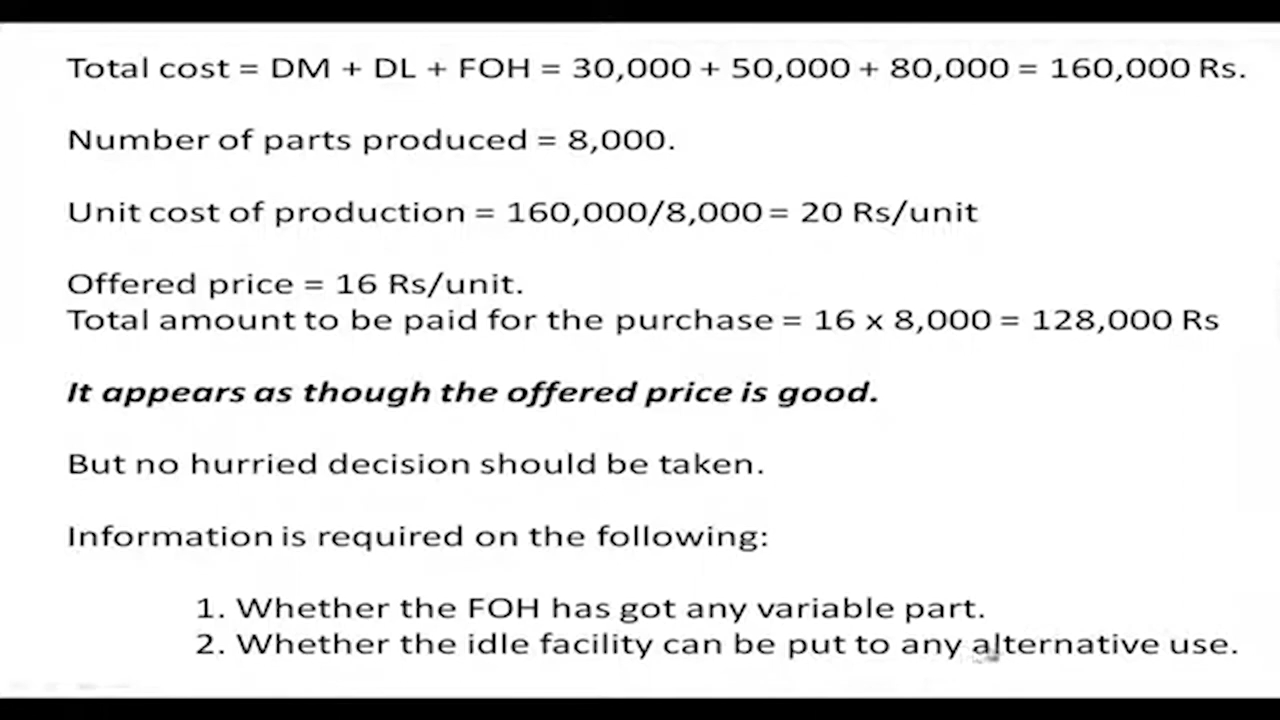 Total cost = DM + DL + FOH = 30,000 + 50,000 + 80,000 = 160,000 Rs.
Number of parts produced = 8,000.
Unit cost of production = 160,000/8,000 = 20 Rs/unit
Offered price = 16 Rs/unit.
Total amount to be paid for the purchase = 16 x 8,000 = 128,000 Rs
It appears as though the offered price is good.
But no hurried decision should be taken.
Information is required on the following:
1. Whether the FOH has got any variable part.
2. Whether the idle facility can be put to any alternative use.